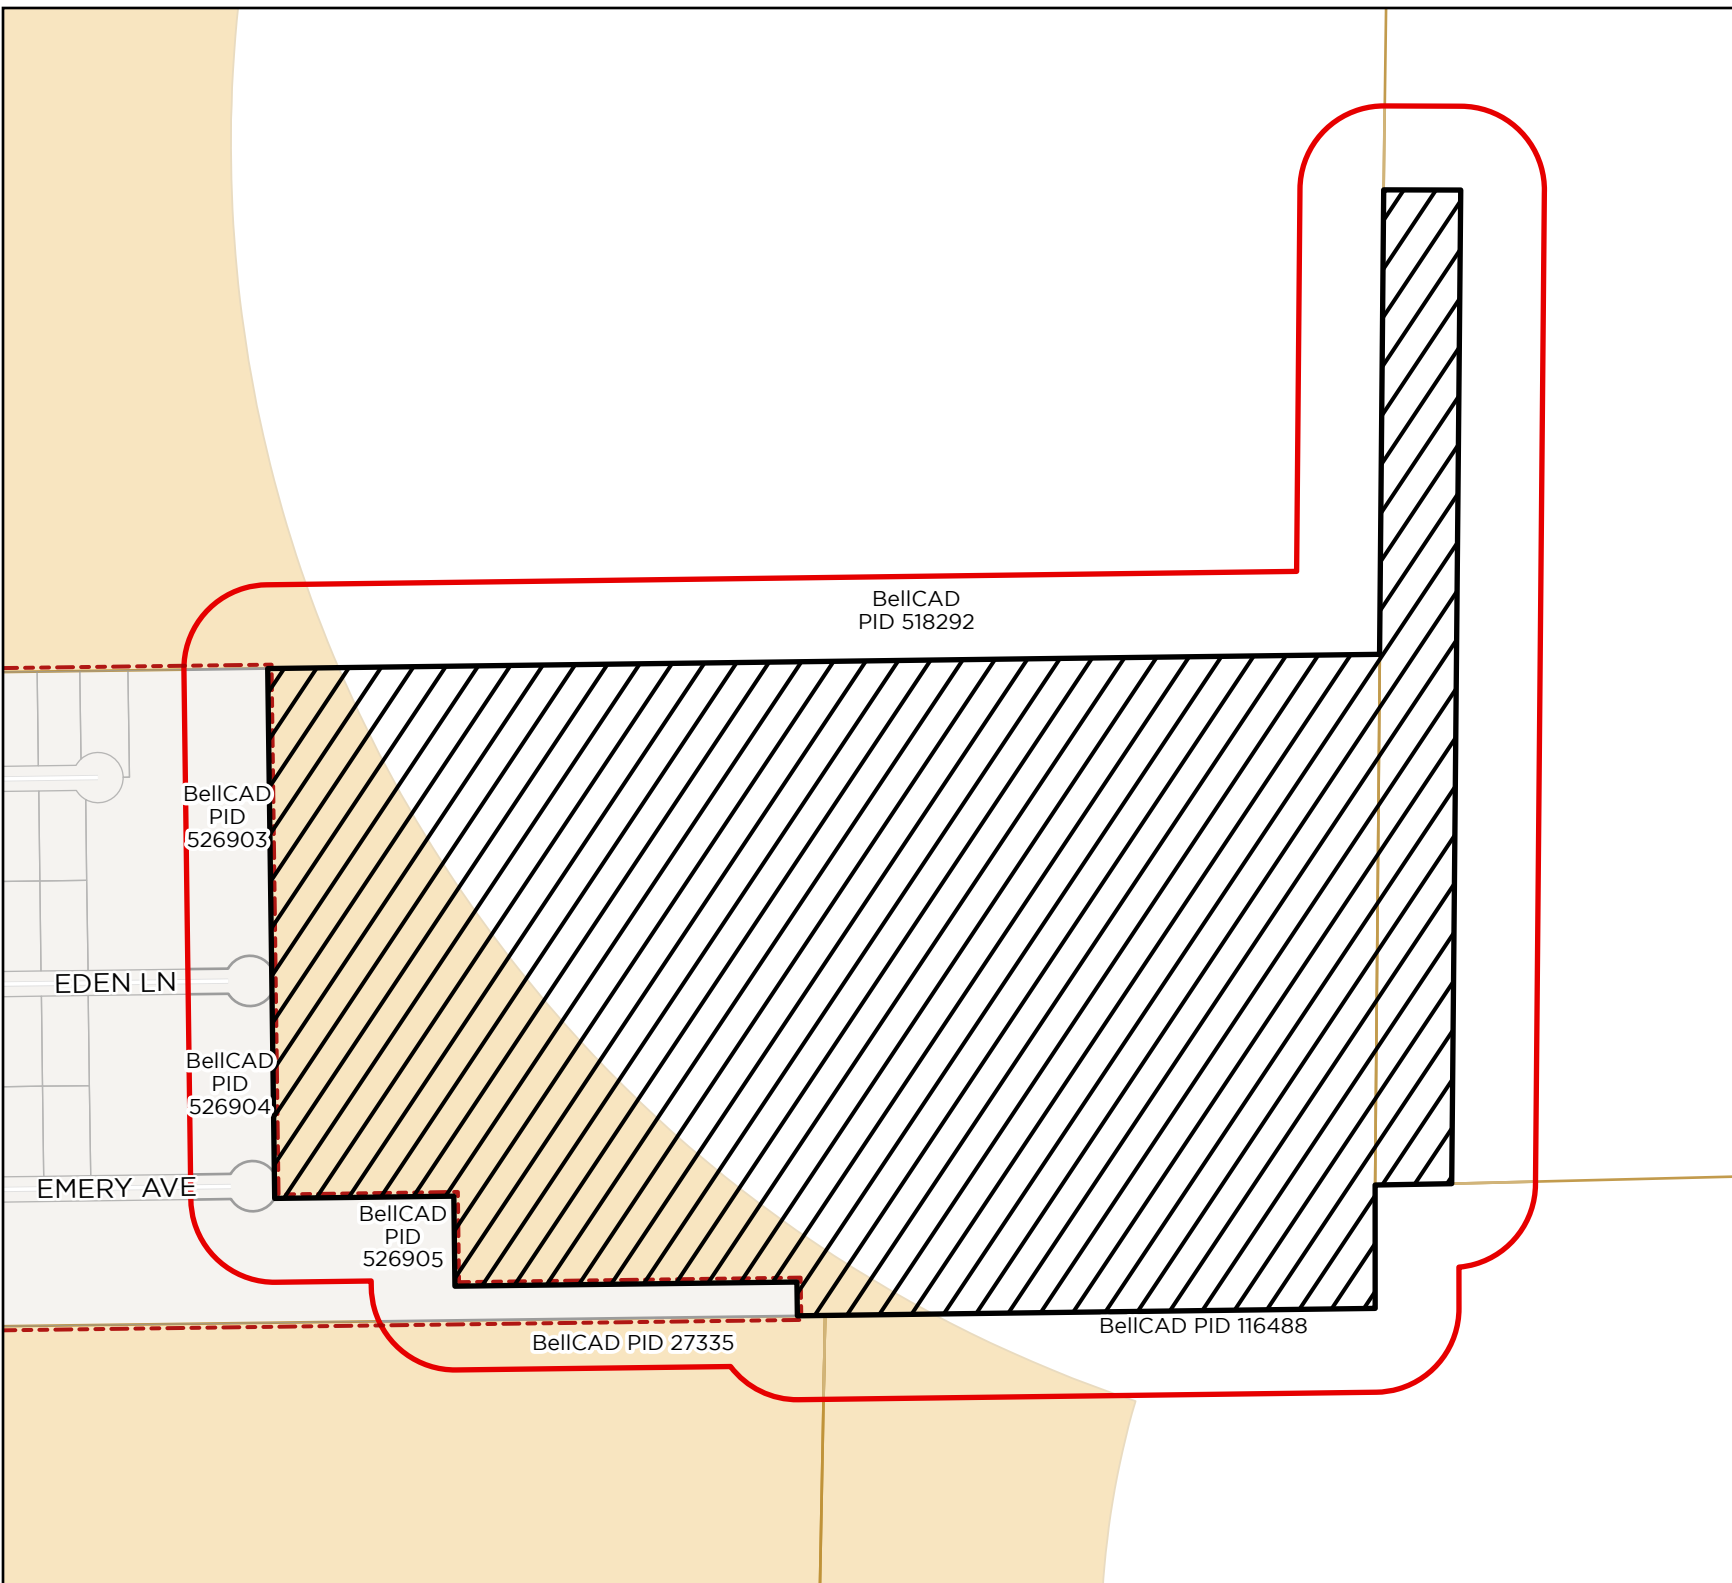 BellCAD
PID 518292
BellCAD
PID
526903
EDEN LN
BellCAD
PID
526904
EMERY AVE
BellCAD
PID
526905
BellCAD PID 116488
BellCAD PID 27335